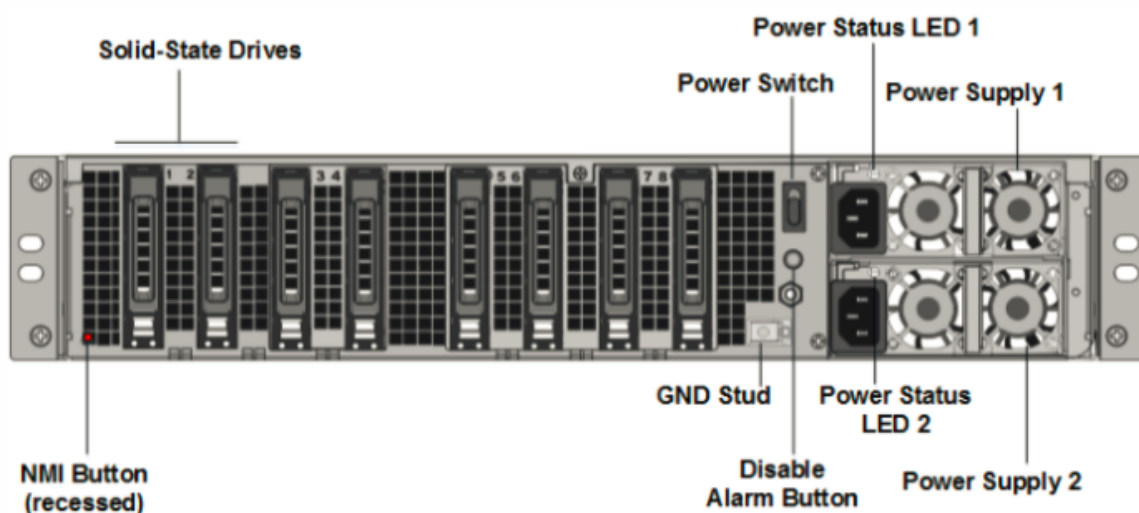 Power Status LED 1
Solid-State Drives
Power Switch
Power Supply 1
1 2
3 4
5 6
7 8
GND Stud
Power Status
LED 2
NMI Button
(recessed)
Disable
Alarm Button
Power Supply 2